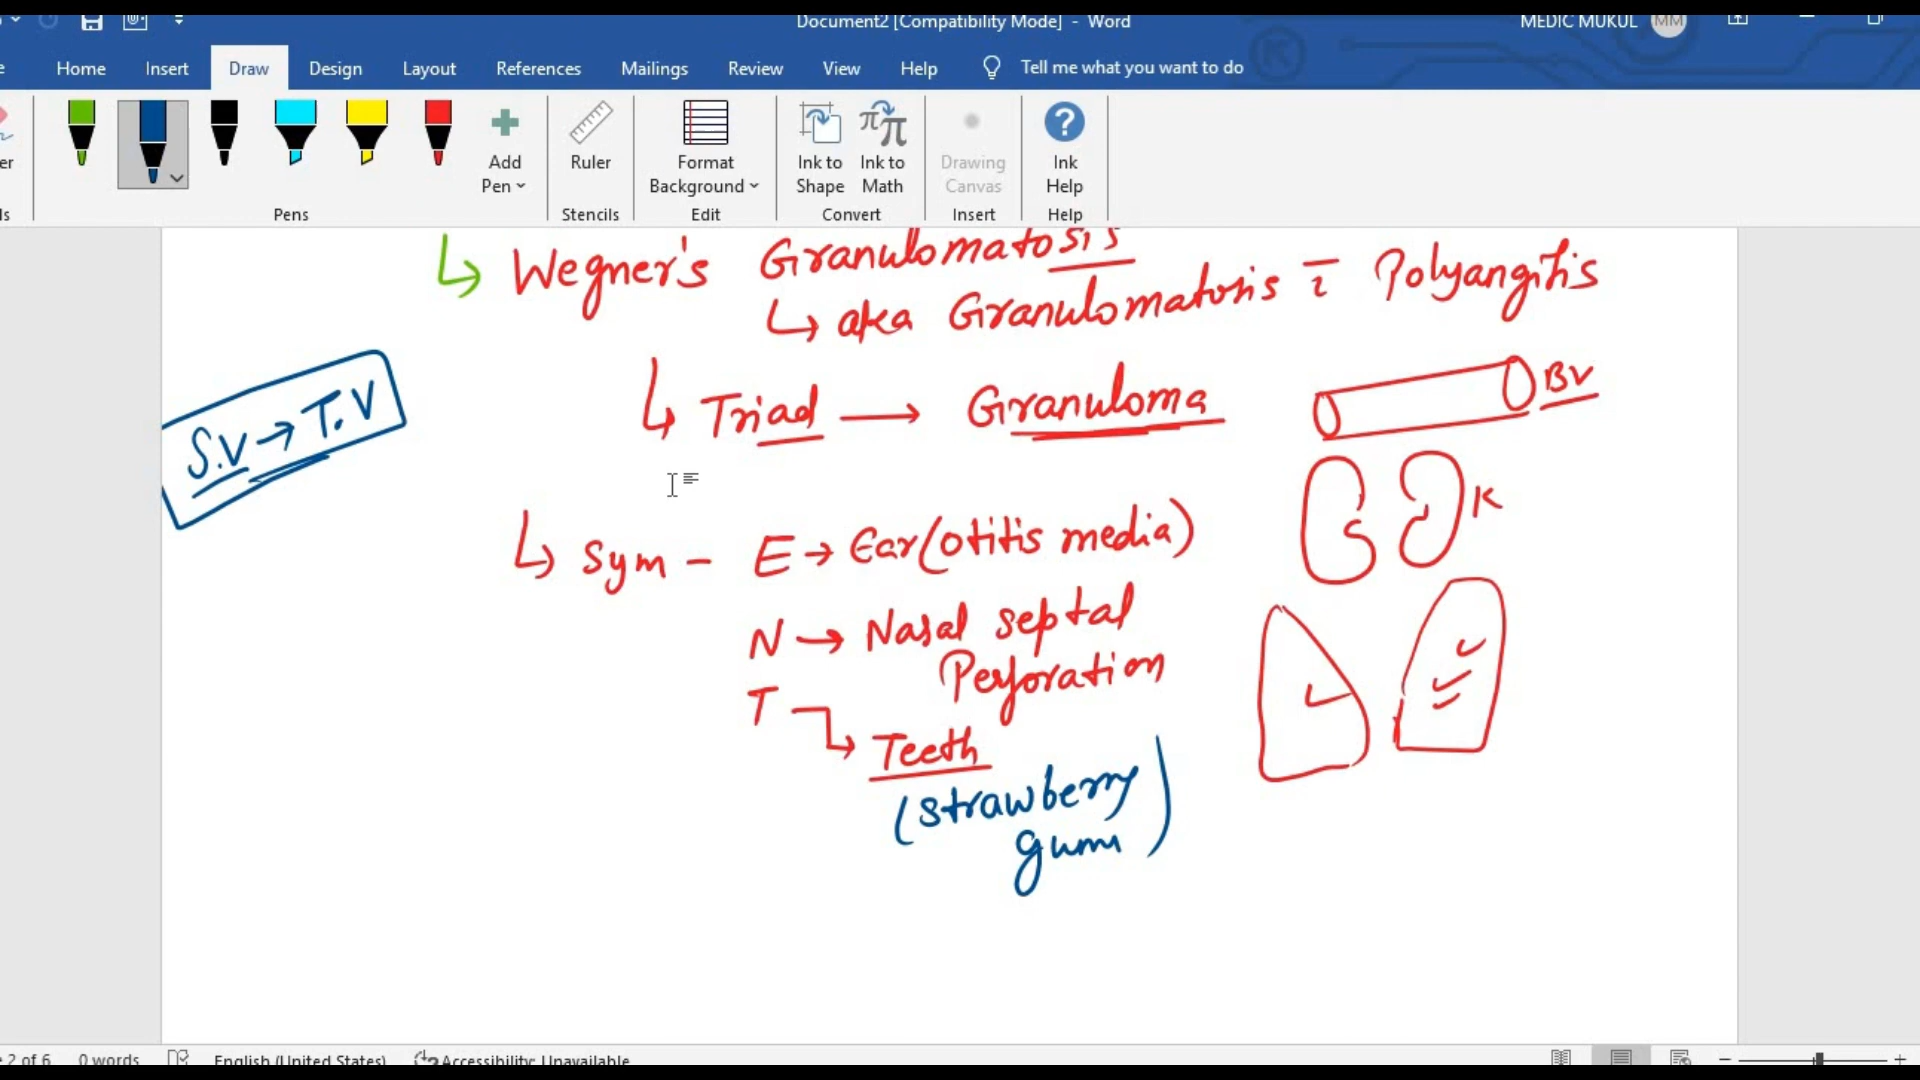 Document2 [Compatibility Mode] - Word
MEDIC MUKUL MM
Home Insert Draw Design Layout References Mailings Review View Help Tell me what you want to do
Add Pen
Ruler
Format Background
Ink to Shape
Ink to Math
Drawing Canvas
Ink Help
Pens Stencils Edit Convert Insert Help
↳ Wegner's Granulomatosis
↳ aka Granulomatosis c̄ Polyangitis
S.V → T.V
↳ Triad → Granuloma
BV
K
↳ Sym - E → Ear (otitis media)
N → Nasal septal
Perforation
T
↳ Teeth
(strawberry
gum)
2 of 6 0 words English (United States) Accessibility: Unavailable